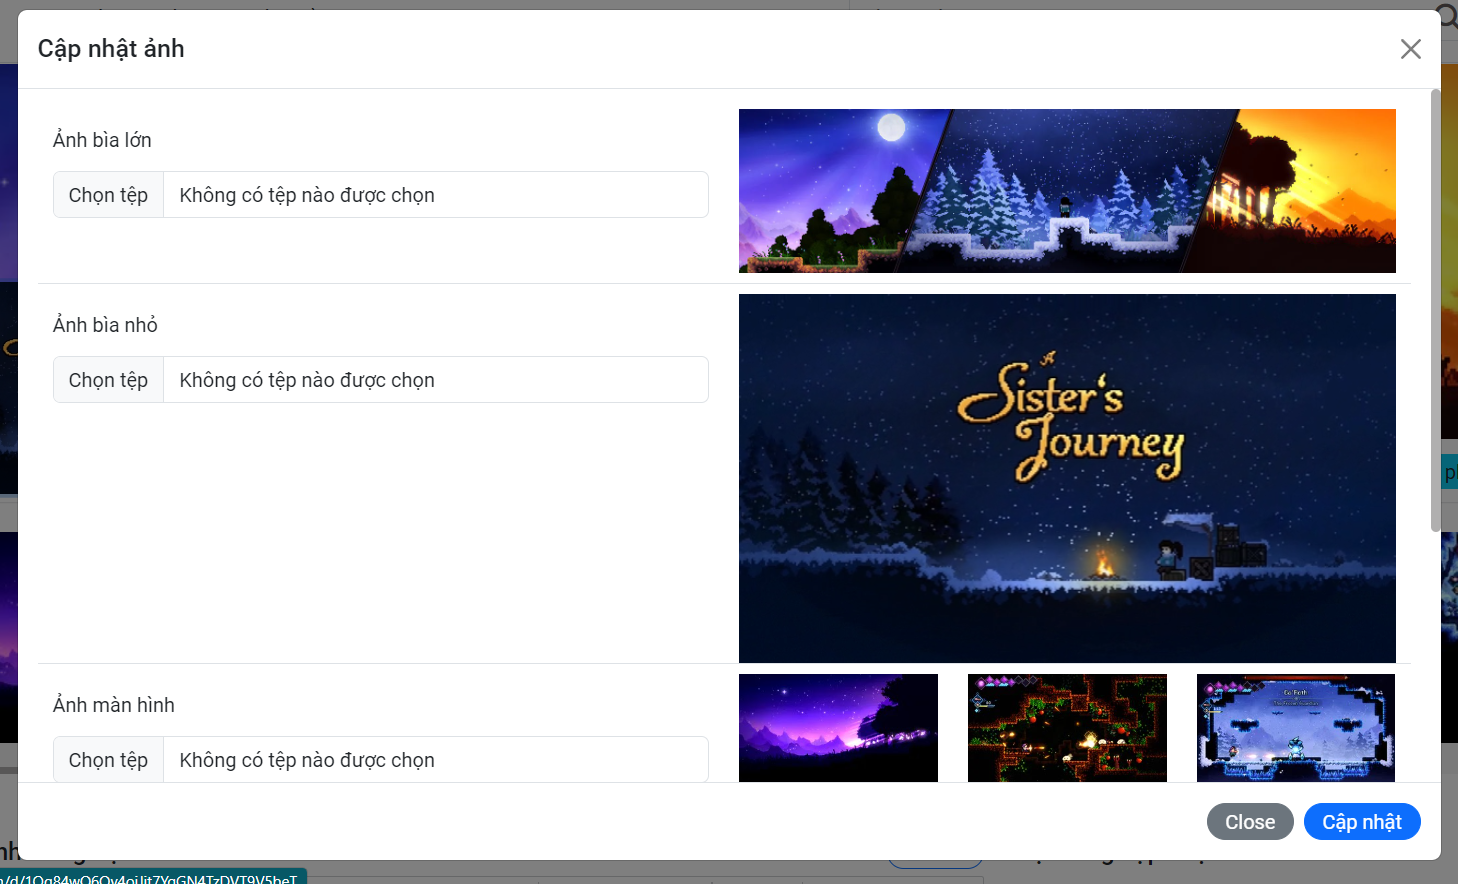 Cập nhật ảnh
Ảnh bìa lớn
Chọn tệp Không có tệp nào được chọn
Ảnh bìa nhỏ
Chọn tệp Không có tệp nào được chọn
A
Sister's
Journey
Ảnh màn hình
Chọn tệp Không có tệp nào được chọn
Close Cập nhật